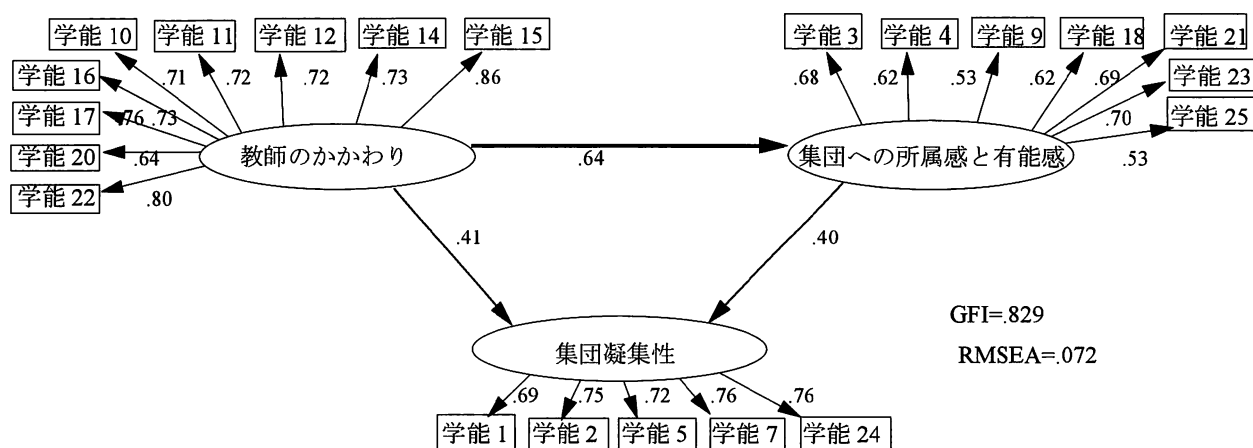 学能 10
学能 11
学能 12
学能 14
学能 15
学能 3
学能 4
学能 9
学能 18
学能 21
学能 16
.71
.72
.72
.73
.86
.68
.62
.53
.62
.69
学能 23
学能 17
.76
.73
.70
学能 25
学能 20
.64
教師のかかわり
.64
集団への所属感と有能感
.53
学能 22
.80
.41
.40
GFI=.829
RMSEA=.072
集団凝集性
.69
.75
.72
.76
.76
学能 1
学能 2
学能 5
学能 7
学能 24